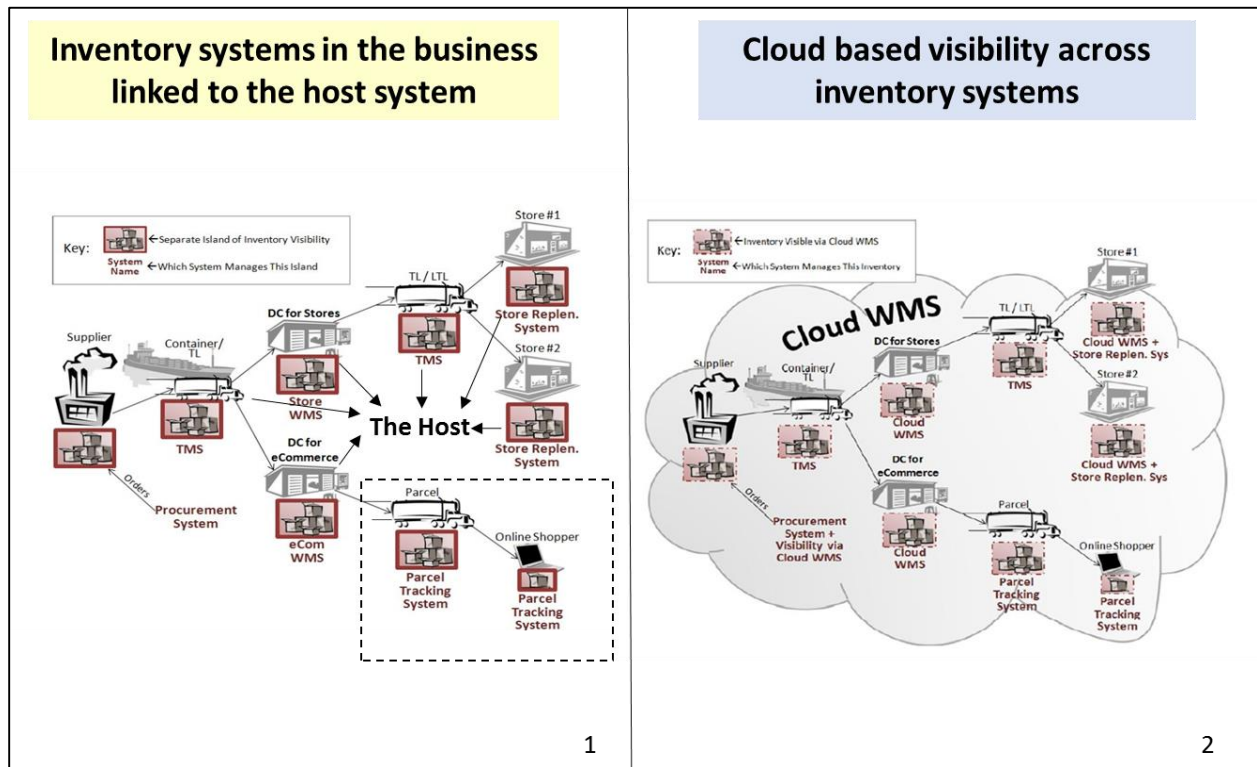 Inventory systems in the business
linked to the host system
Key:
←Separate Island of Inventory Visibility
System
Name
←Which System Manages This Island
Supplier
Orders
Procurement
System
Container/
TL
TMS
DC for Stores
Store
WMS
DC for
eCommerce
eCom
WMS
TL / LTL
TMS
Store #1
Store Replen.
System
Store #2
Store Replen.
System
The Host
Parcel
Parcel
Tracking
System
Online Shopper
Parcel
Tracking
System
1
Cloud based visibility across
inventory systems
Key:
←Inventory Visible via Cloud WMS
System
Name
←Which System Manages This Inventory
Cloud WMS
Supplier
Orders
Procurement
System +
Visibility via
Cloud WMS
Container/
TL
TMS
DC for Stores
Cloud
WMS
DC for
eCommerce
Cloud
WMS
TL / LTL
TMS
Store #1
Cloud WMS +
Store Replen. Sys
Store #2
Cloud WMS +
Store Replen. Sys
Parcel
Parcel
Tracking
System
Online Shopper
Parcel
Tracking
System
2